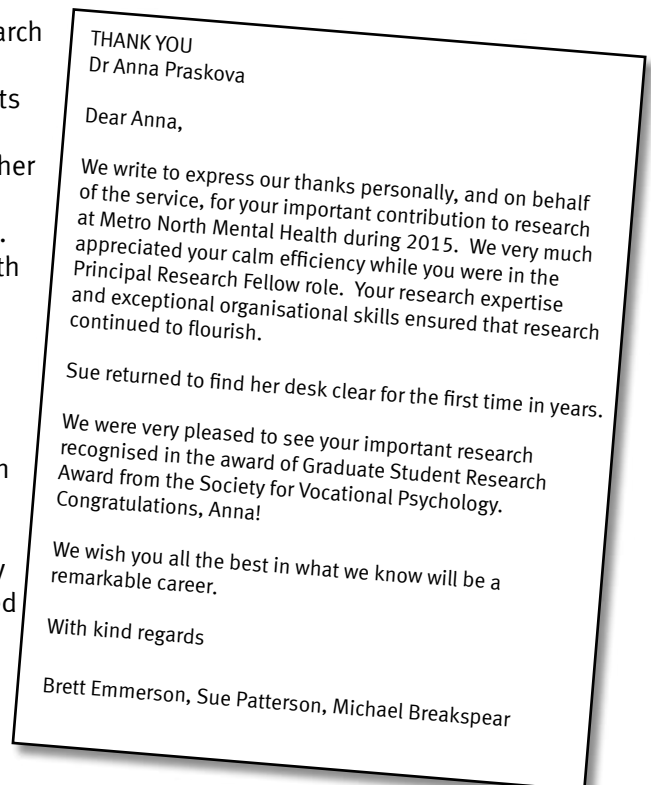 arch
ts
her
.
th
n
y
d
THANK YOU
Dr Anna Praskova
Dear Anna,
We write to express our thanks personally, and on behalf
of the service, for your important contribution to research
at Metro North Mental Health during 2015.  We very much
appreciated your calm efficiency while you were in the
Principal Research Fellow role.  Your research expertise
and exceptional organisational skills ensured that research
continued to flourish.
Sue returned to find her desk clear for the first time in years.
We were very pleased to see your important research
recognised in the award of Graduate Student Research
Award from the Society for Vocational Psychology.
Congratulations, Anna!
We wish you all the best in what we know will be a
remarkable career.
With kind regards
Brett Emmerson, Sue Patterson, Michael Breakspear